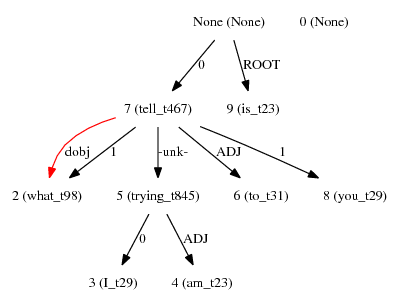 None (None) 0 (None)
0 ROOT
7 (tell_t467) 9 (is_t23)
dobj 1 -unk- ADJ 1
2 (what_t98) 5 (trying_t845) 6 (to_t31) 8 (you_t29)
0 ADJ
3 (I_t29) 4 (am_t23)